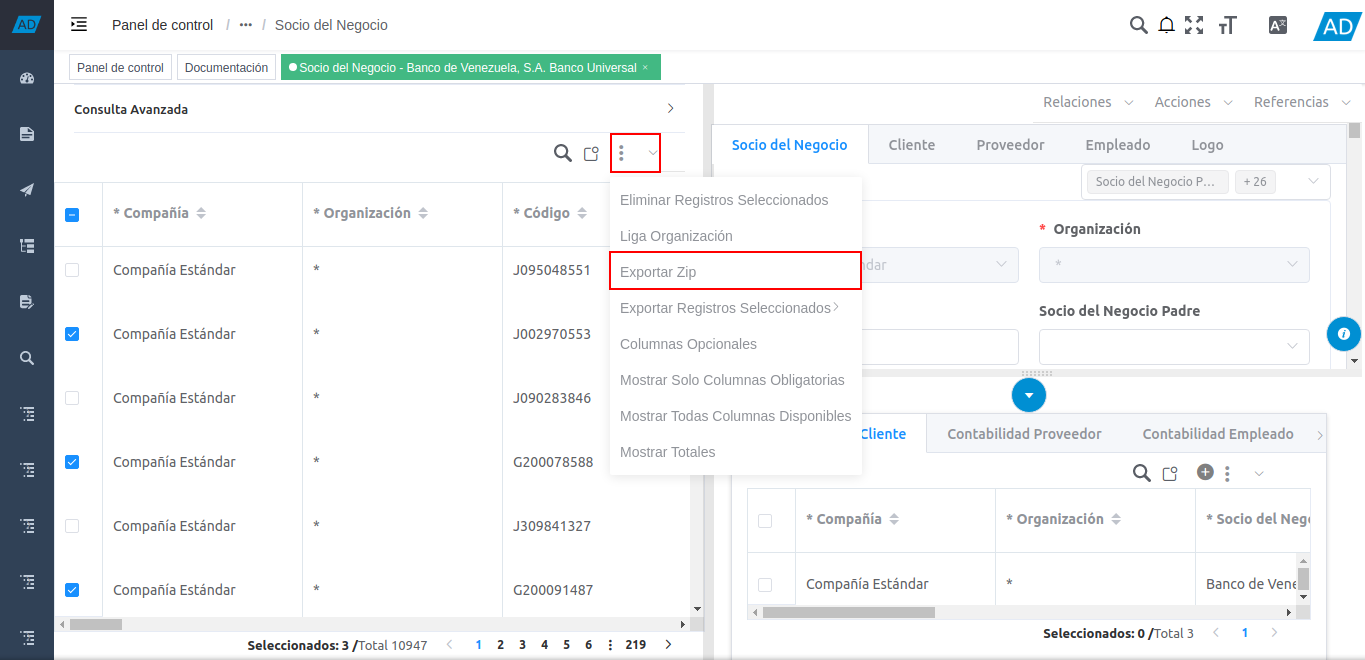 AD
Panel de control / ··· / Socio del Negocio
AD
Panel de control
Documentación
Socio del Negocio - Banco de Venezuela, S.A. Banco Universal ×
Consulta Avanzada
Relaciones
Acciones
Referencias
Socio del Negocio
Cliente
Proveedor
Empleado
Logo
Socio del Negocio P...
+ 26
* Compañía
* Organización
* Código
Compañía Estándar * J095048551
Compañía Estándar * J002970553
Compañía Estándar * J090283846
Compañía Estándar * G200078588
Compañía Estándar * J309841327
Compañía Estándar * G200091487
Seleccionados: 3 /Total 10947
1 2 3 4 5 6 219
Eliminar Registros Seleccionados
Liga Organización
Exportar Zip
Exportar Registros Seleccionados
Columnas Opcionales
Mostrar Solo Columnas Obligatorias
Mostrar Todas Columnas Disponibles
Mostrar Totales
* Organización
ndar
*
Socio del Negocio Padre
Cliente
Contabilidad Proveedor
Contabilidad Empleado
* Compañía
* Organización
* Socio del Nego
Compañía Estándar * Banco de Vene
Seleccionados: 0 /Total 3
1